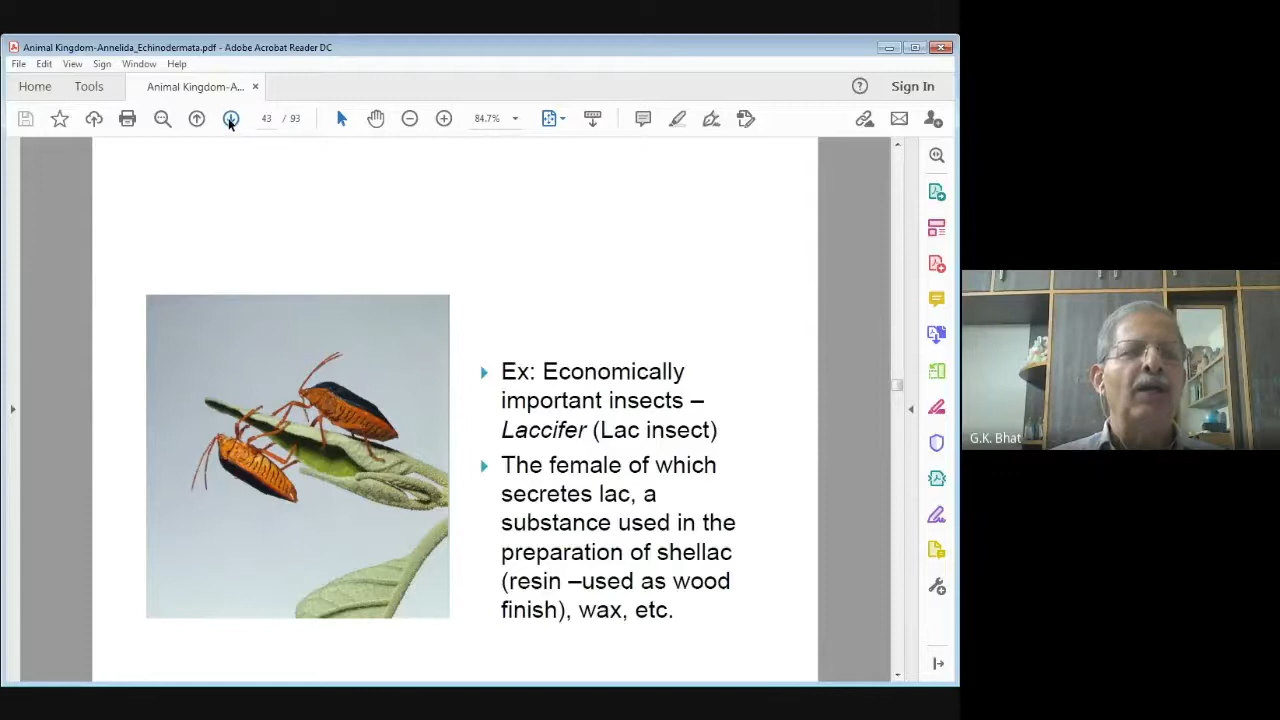 Animal Kingdom-Annelida_Echinodermata.pdf - Adobe Acrobat Reader DC
File Edit View Sign Window Help
Home Tools Animal Kingdom-A... × Sign In
43 / 93 84.7%
Ex: Economically
important insects –
Laccifer (Lac insect)
The female of which
secretes lac, a
substance used in the
preparation of shellac
(resin –used as wood
finish), wax, etc.
G.K. Bhat